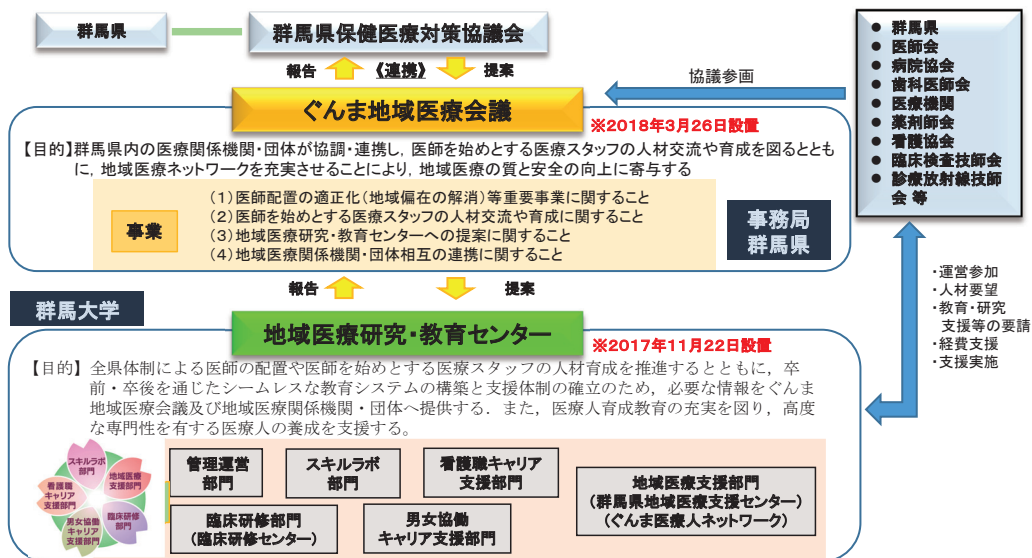 群馬県
群馬県保健医療対策協議会
報告
《連携》
提案
協議参画
● 群馬県
● 医師会
● 病院協会
● 歯科医師会
● 医療機関
● 薬剤師会
● 看護協会
● 臨床検査技師会
● 診療放射線技師
会 等
ぐんま地域医療会議
※2018年3月26日設置
【目的】群馬県内の医療関係機関・団体が協調・連携し，医師を始めとする医療スタッフの人材交流や育成を図るととも
に，地域医療ネットワークを充実させることにより，地域医療の質と安全の向上に寄与する
事業
（１）医師配置の適正化（地域偏在の解消）等重要事業に関すること
（２）医師を始めとする医療スタッフの人材交流や育成に関すること
（３）地域医療研究・教育センターへの提案に関すること
（４）地域医療関係機関・団体相互の連携に関すること
事務局
群馬県
報告
提案
・運営参加
・人材要望
・教育・研究
支援等の要請
・経費支援
・支援実施
群馬大学
地域医療研究・教育センター
※2017年11月22日設置
【目的】 全県体制による医師の配置や医師を始めとする医療スタッフの人材育成を推進するとともに，卒
前・卒後を通じたシームレスな教育システムの構築と支援体制の確立のため，必要な情報をぐんま
地域医療会議及び地域医療関係機関・団体へ提供する．また，医療人育成教育の充実を図り，高度
な専門性を有する医療人の養成を支援する。
スキルラボ
部門
地域医療
支援部門
臨床研修
部門
男女協働
キャリア
支援部門
看護職
キャリア
支援部門
管理運営
部門
スキルラボ
部門
看護職キャリア
支援部門
臨床研修部門
（臨床研修センター）
男女協働
キャリア支援部門
地域医療支援部門
（群馬県地域医療支援センター）
（ぐんま医療人ネットワーク）